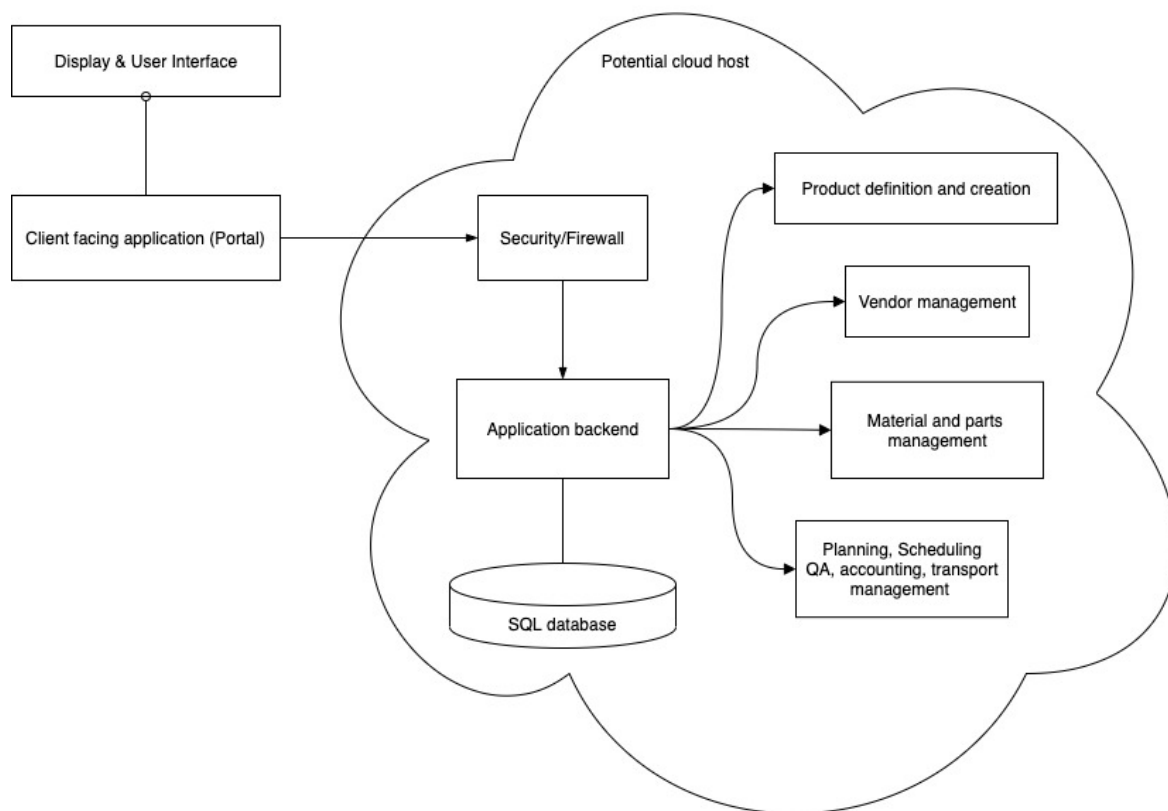 Display & User Interface
Potential cloud host
Product definition and creation
Client facing application (Portal)
Security/Firewall
Vendor management
Application backend
Material and parts
management
Planning, Scheduling
QA, accounting, transport
management
SQL database